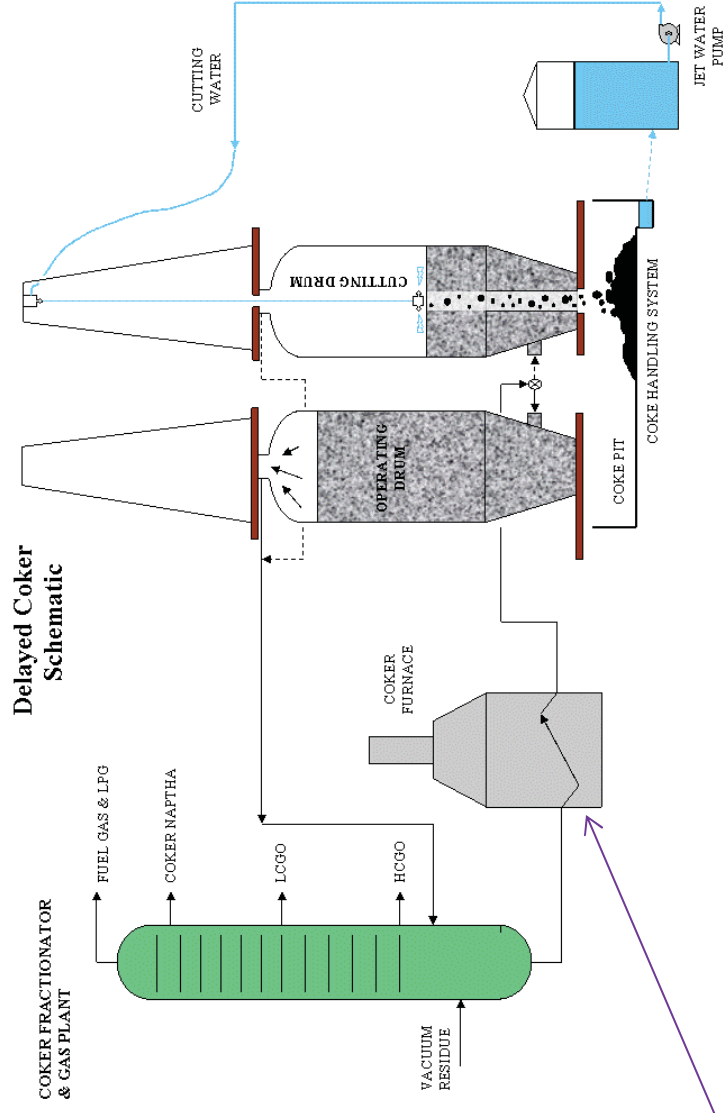 Delayed Coker
Schematic
COKER FRACTIONATOR
& GAS PLANT
FUEL GAS & LPG
COKER NAPTHA
LCGO
HCGO
VACUUM
RESIDUE
COKER
FURNACE
OPERATING
DRUM
CUTTING DRUM
CUTTING
WATER
COKE PIT
COKE HANDLING SYSTEM
JET WATER
PUMP